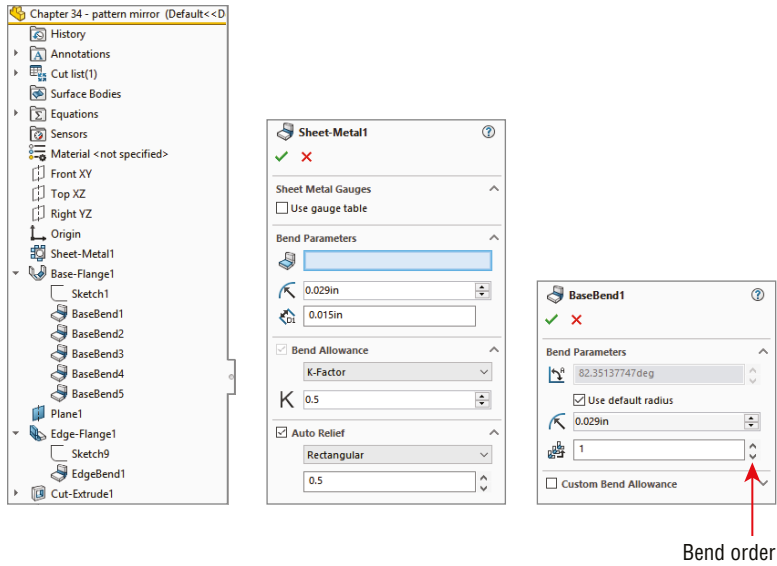 Chapter 34 - pattern mirror (Default<<D
History
Annotations
Cut list(1)
Surface Bodies
Equations
Sensors
Material <not specified>
Front XY
Top XZ
Right YZ
Origin
Sheet-Metal1
Base-Flange1
Sketch1
BaseBend1
BaseBend2
BaseBend3
BaseBend4
BaseBend5
Plane1
Edge-Flange1
Sketch9
EdgeBend1
Cut-Extrude1
Sheet-Metal1
Sheet Metal Gauges
Use gauge table
Bend Parameters
0.029in
0.015in
Bend Allowance
K-Factor
K 0.5
Auto Relief
Rectangular
0.5
BaseBend1
Bend Parameters
82.35137747deg
Use default radius
0.029in
1
Custom Bend Allowance
Bend order